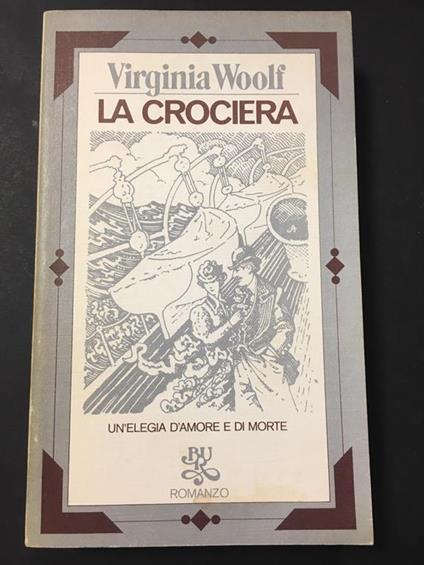 Virginia Woolf
LA CROCIERA
UN'ELEGIA D'AMORE E DI MORTE
BUR
ROMANZO